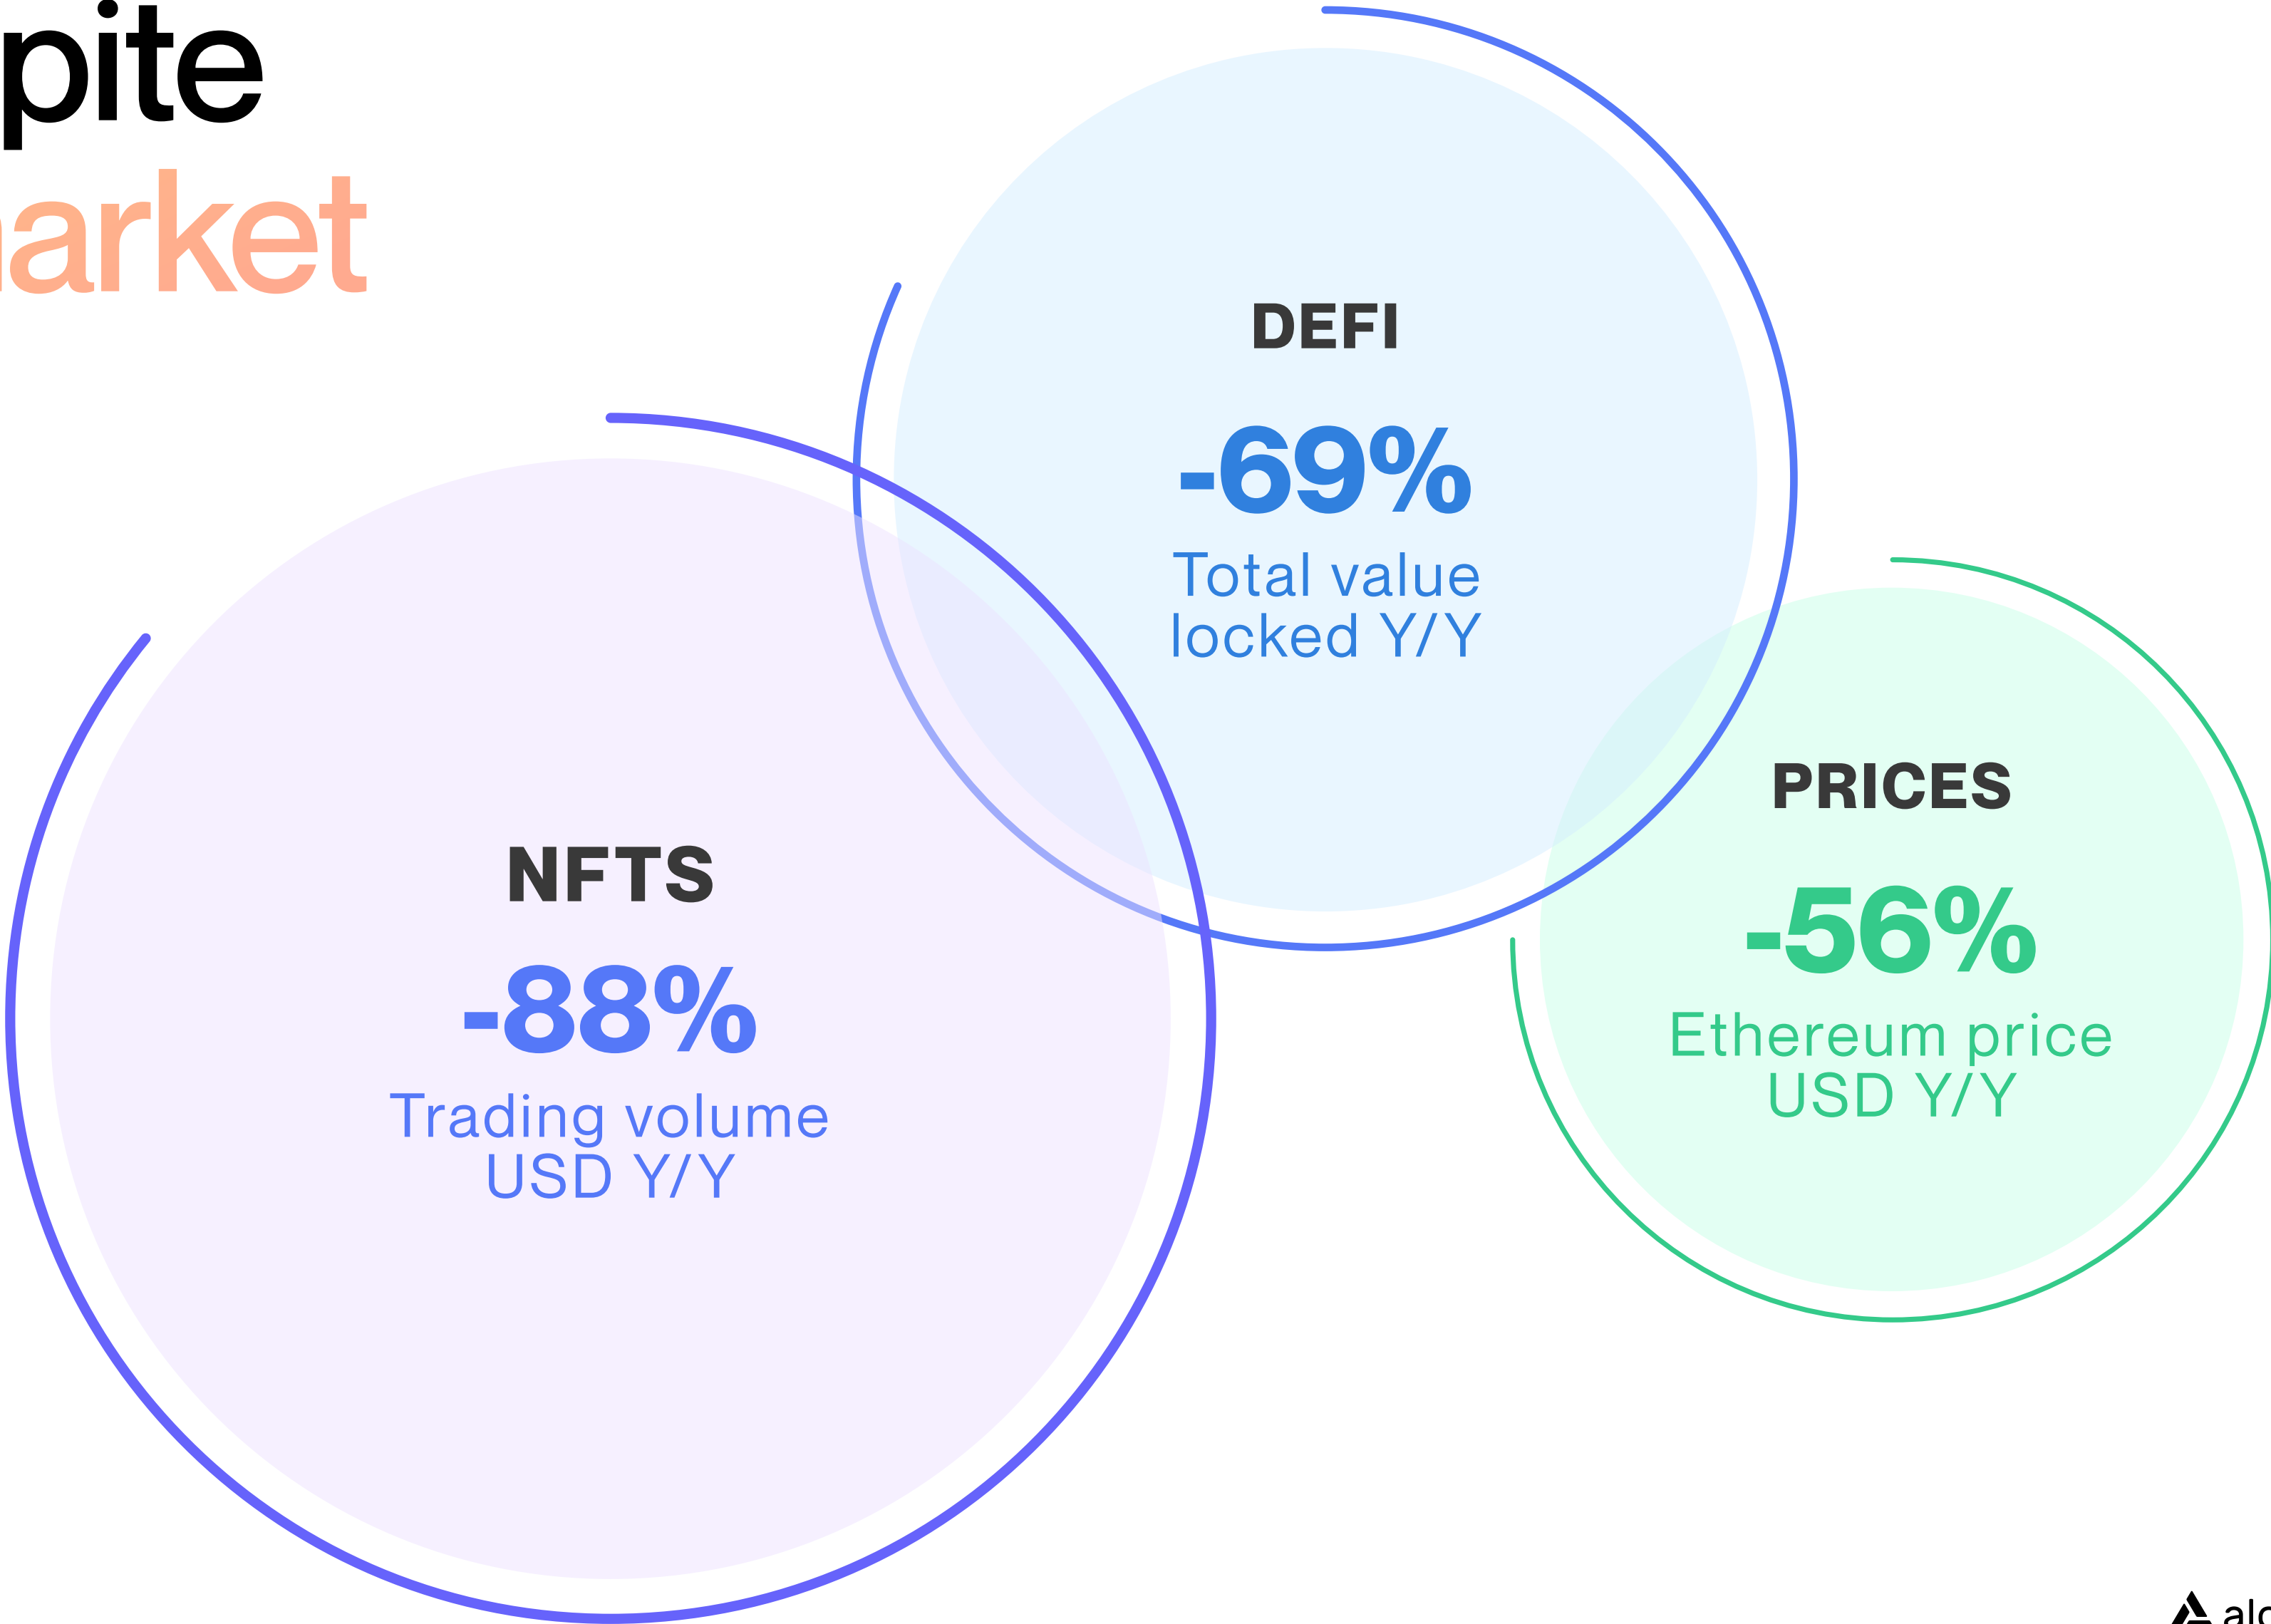 pite
arket
DEFI
-69%
Total value
locked Y/Y
PRICES
-56%
Ethereum price
USD Y/Y
NFTS
-88%
Trading volume
USD Y/Y